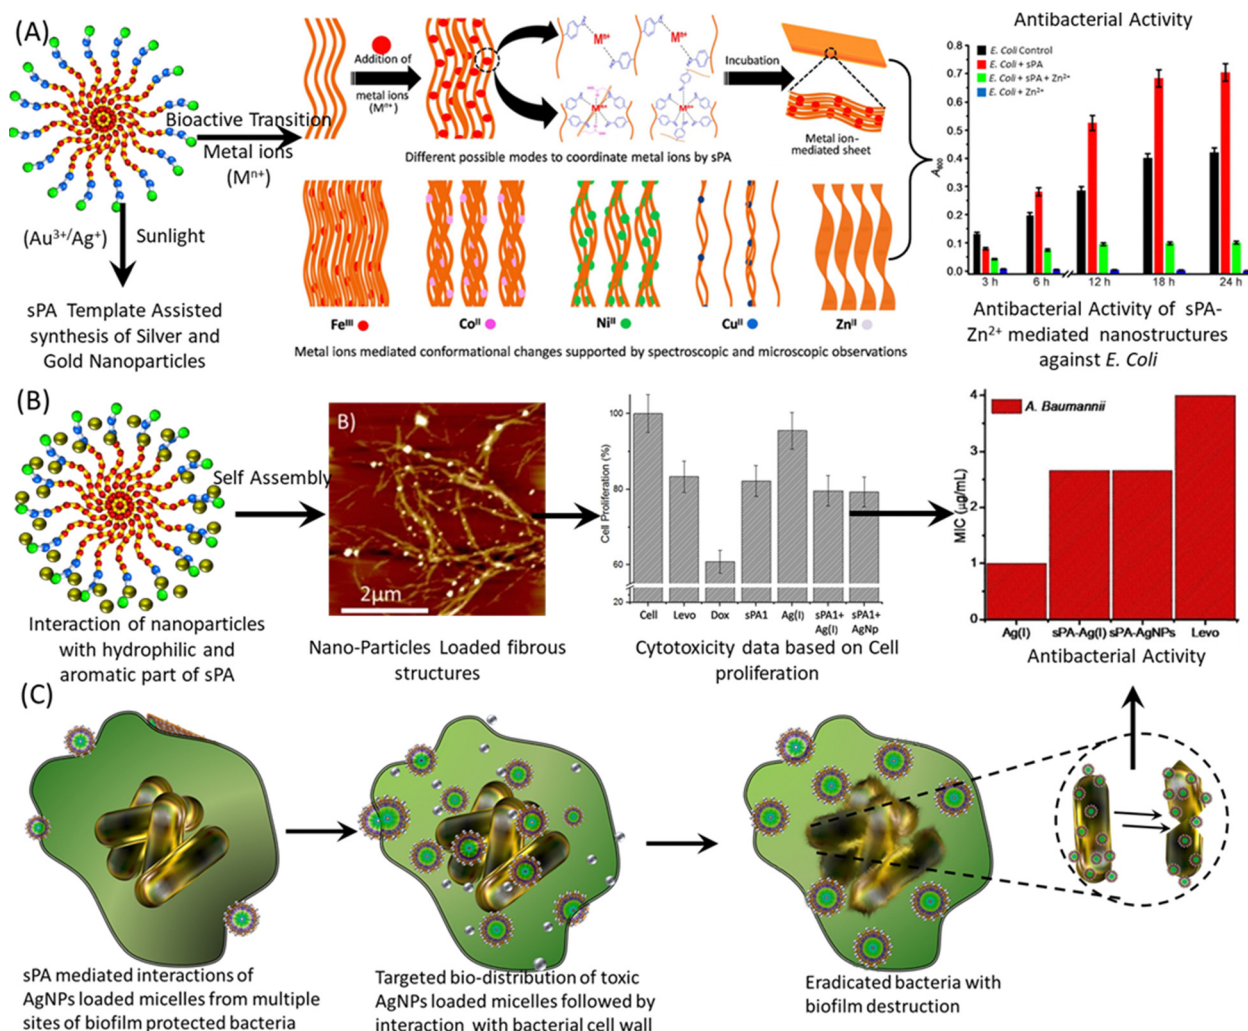 (A)
Bioactive Transition
Metal ions
(Mⁿ⁺)
(Au³⁺/Ag⁺)
Sunlight
sPA Template Assisted
synthesis of Silver and
Gold Nanoparticles
Addition of
metal ions
(Mⁿ⁺)
Mⁿ⁺
Mⁿ⁺
Mⁿ⁺
Mⁿ⁺
Different possible modes to coordinate metal ions by sPA
Incubation
Metal ion-
mediated sheet
Feᴵᴵᴵ
Coᴵᴵ
Niᴵᴵ
Cuᴵᴵ
Znᴵᴵ
Metal ions mediated conformational changes supported by spectroscopic and microscopic observations
Antibacterial Activity
E. Coli Control
E. Coli + sPA
E. Coli + sPA + Zn²⁺
E. Coli + Zn²⁺
A₆₀₀
0.8
0.7
0.6
0.5
0.4
0.3
0.2
0.1
0.0
3 h
6 h
12 h
18 h
24 h
Antibacterial Activity of sPA-
Zn²⁺ mediated nanostructures
against E. Coli
(B)
Interaction of nanoparticles
with hydrophilic and
aromatic part of sPA
Self Assembly
B)
2μm
Nano-Particles Loaded fibrous
structures
Cell Proliferation (%)
100
80
60
20
Cell
Levo
Dox
sPA1
Ag(I)
sPA1+
Ag(I)
sPA1+
AgNp
Cytotoxicity data based on Cell
proliferation
A. Baumannii
MIC (μg/mL)
4
3
2
1
0
Ag(I)
sPA-Ag(I)
sPA-AgNPs
Levo
Antibacterial Activity
(C)
sPA mediated interactions of
AgNPs loaded micelles from multiple
sites of biofilm protected bacteria
Targeted bio-distribution of toxic
AgNPs loaded micelles followed by
interaction with bacterial cell wall
Eradicated bacteria with
biofilm destruction